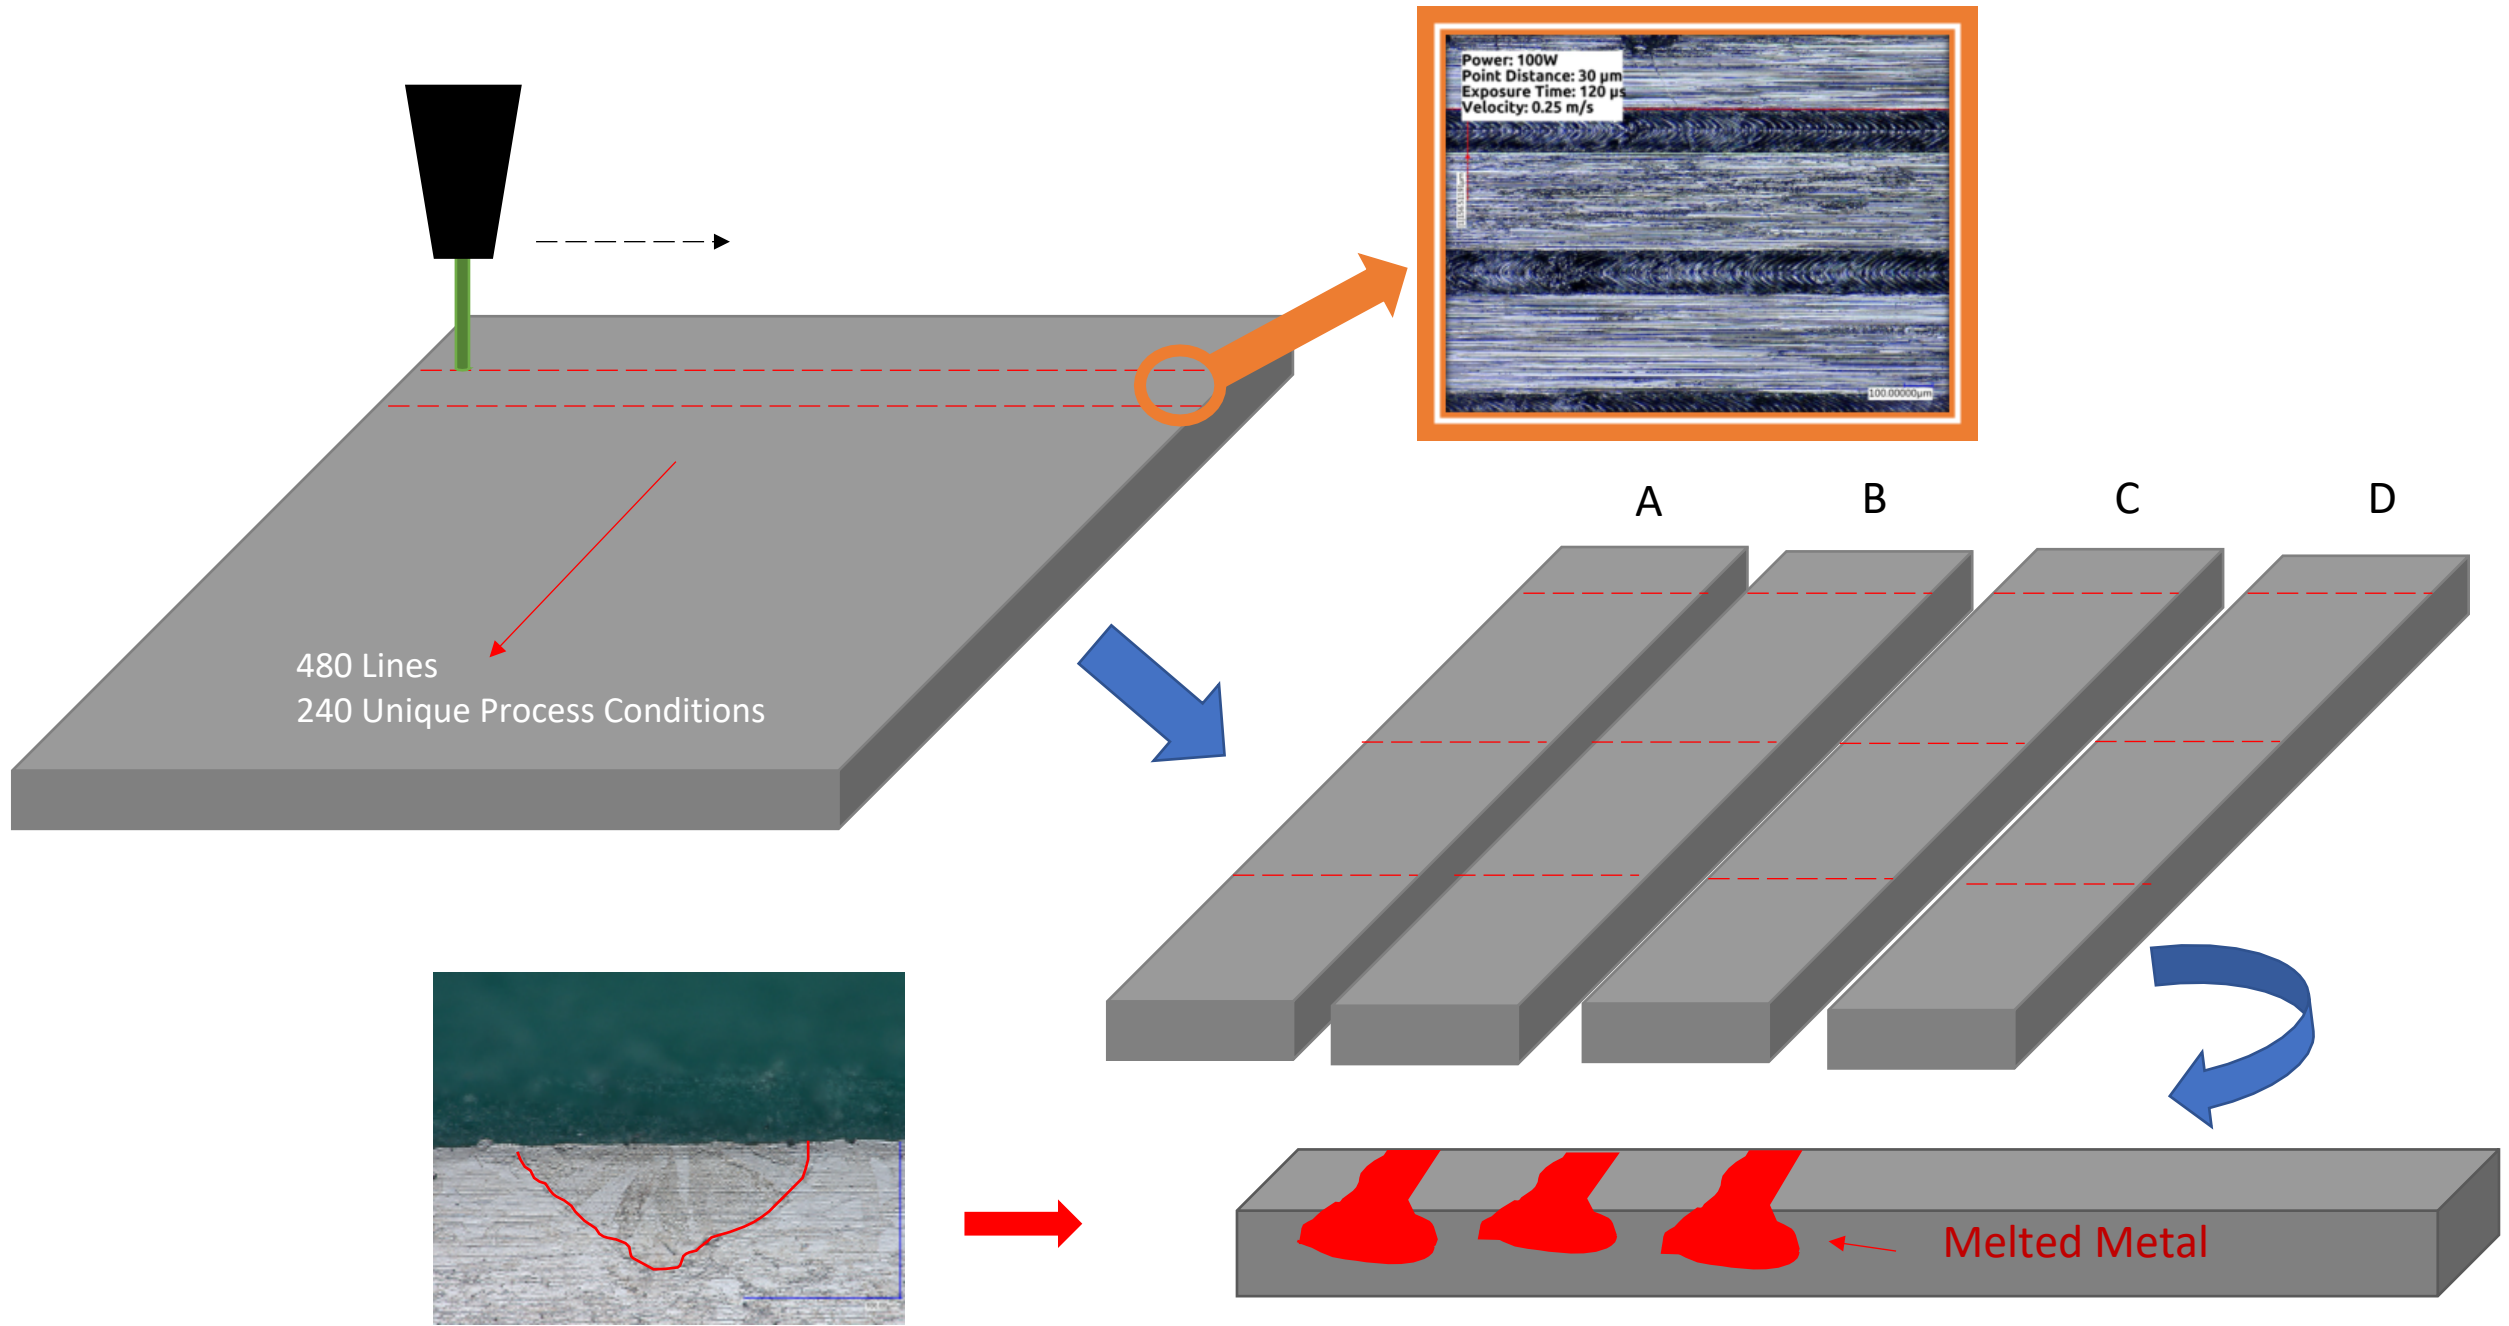 Power: 100W
Point Distance: 30 µm
Exposure Time: 120 µs
Velocity: 0.25 m/s
100.00000µm
A
B
C
D
480 Lines
240 Unique Process Conditions
Melted Metal